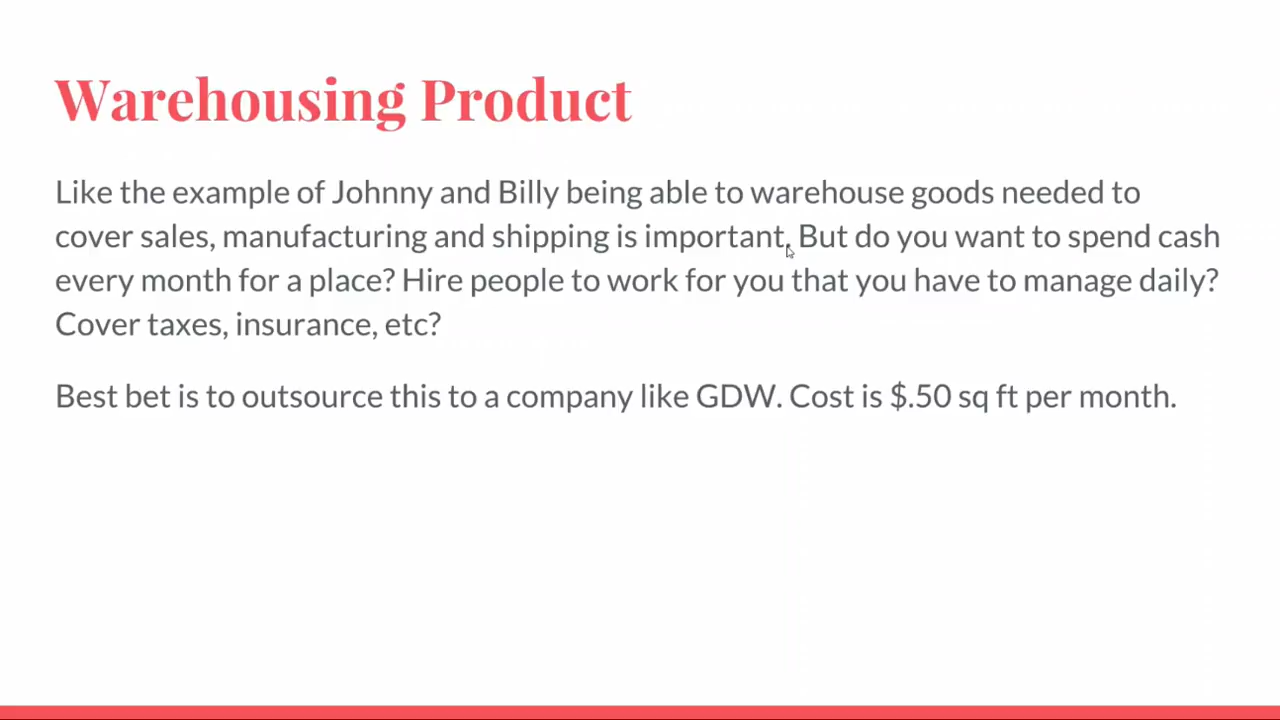 Warehousing Product
Like the example of Johnny and Billy being able to warehouse goods needed to
cover sales, manufacturing and shipping is important. But do you want to spend cash
every month for a place? Hire people to work for you that you have to manage daily?
Cover taxes, insurance, etc?
Best bet is to outsource this to a company like GDW. Cost is $.50 sq ft per month.